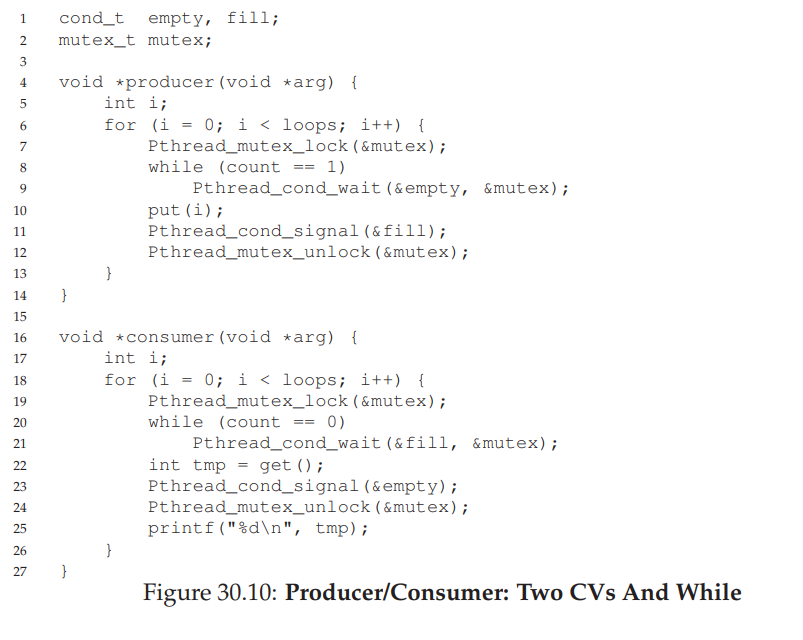 1 cond_t  empty, fill;
2 mutex_t mutex;
3
4 void *producer(void *arg) {
5     int i;
6     for (i = 0; i < loops; i++) {
7         Pthread_mutex_lock(&mutex);
8         while (count == 1)
9             Pthread_cond_wait(&empty, &mutex);
10         put(i);
11         Pthread_cond_signal(&fill);
12         Pthread_mutex_unlock(&mutex);
13     }
14 }
15
16 void *consumer(void *arg) {
17     int i;
18     for (i = 0; i < loops; i++) {
19         Pthread_mutex_lock(&mutex);
20         while (count == 0)
21             Pthread_cond_wait(&fill, &mutex);
22         int tmp = get();
23         Pthread_cond_signal(&empty);
24         Pthread_mutex_unlock(&mutex);
25         printf("%d\n", tmp);
26     }
27 }
Figure 30.10: Producer/Consumer: Two CVs And While